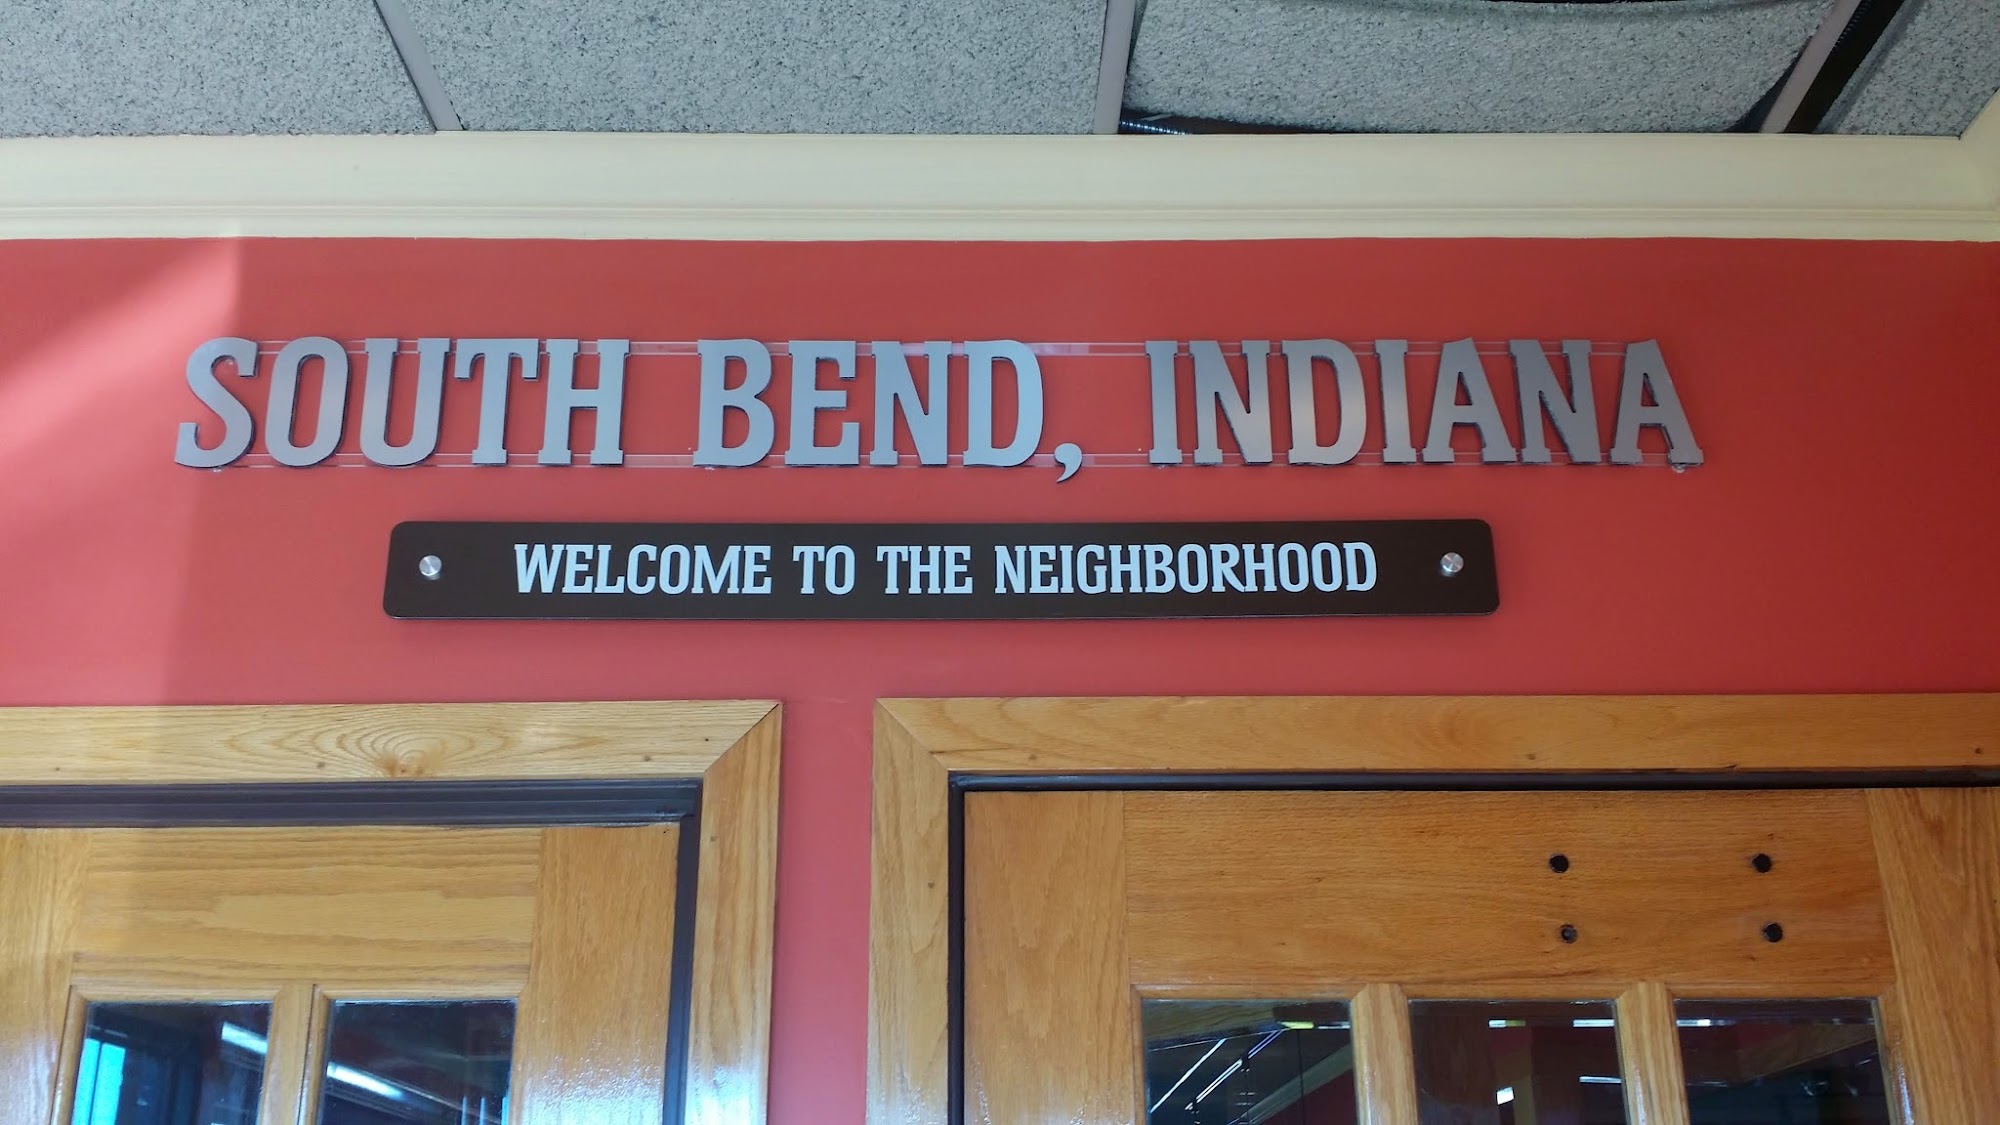 SOUTH BEND, INDIANA
WELCOME TO THE NEIGHBORHOOD